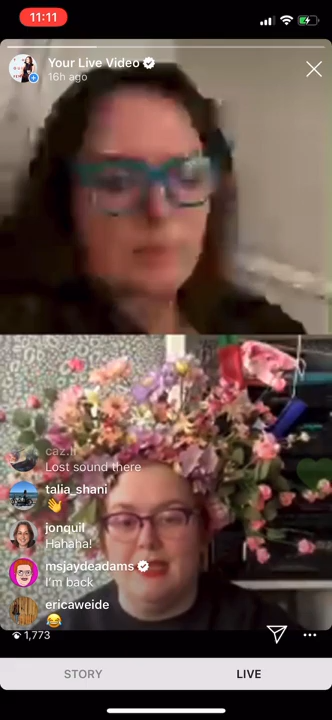 11:11
Your Live Video
16h ago
caz.ll
Lost sound there
talia_shani
👋
jonquil
Hahaha!
msjaydeadams
I'm back
ericaweide
😂
1,773
STORY
LIVE